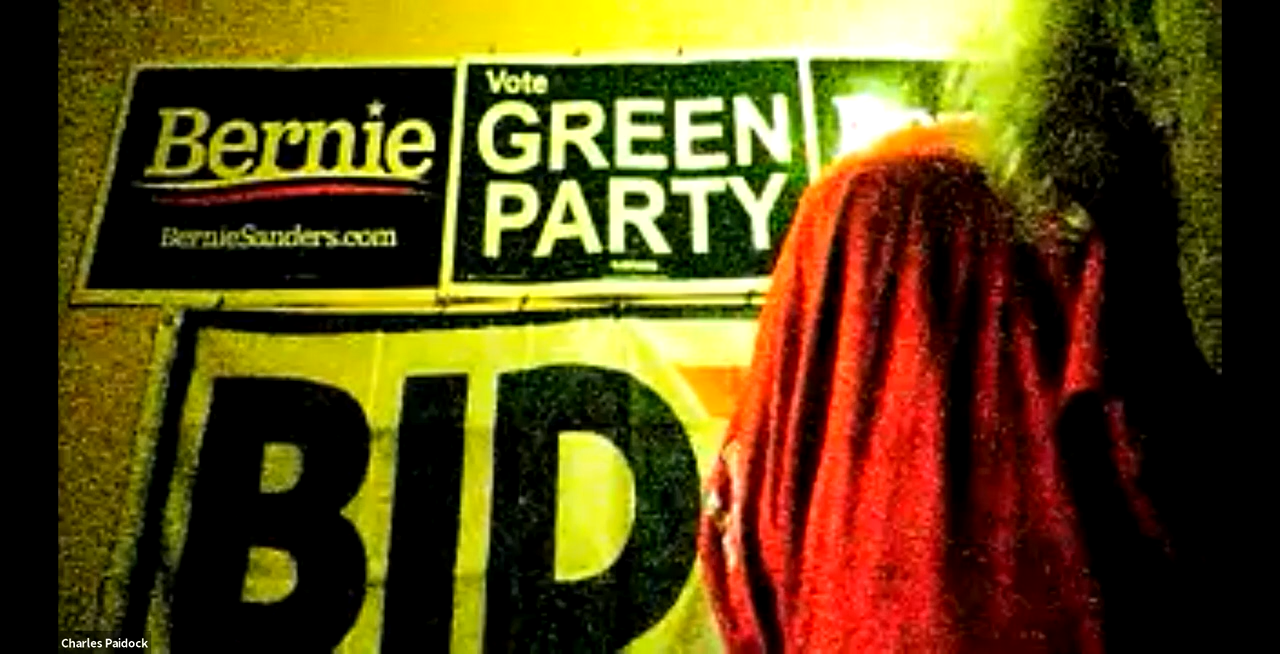 Bernie
BernieSanders.com
Vote
GREEN
PARTY
BID
Charles Paidock